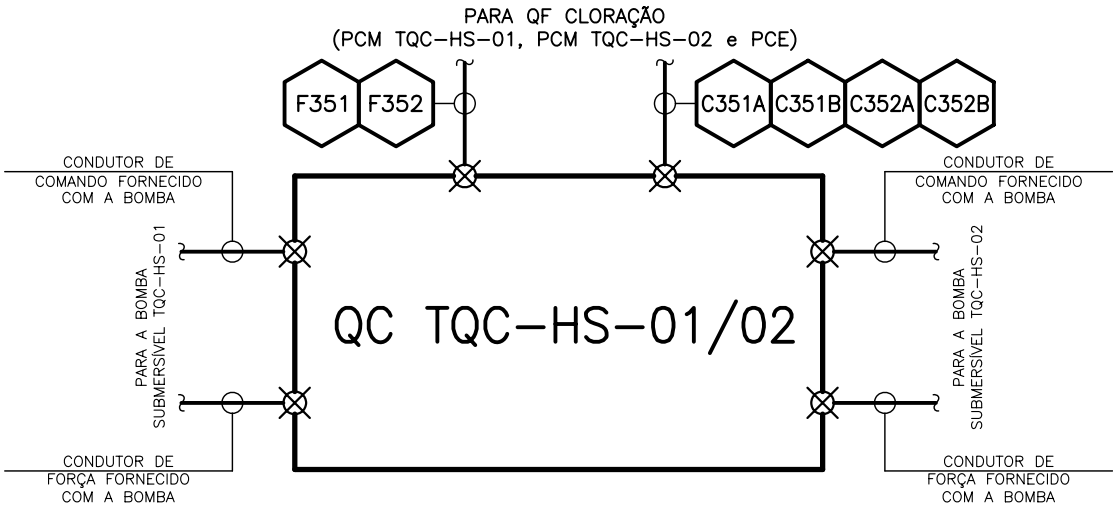 PARA QF CLORAÇÃO
(PCM TQC-HS-01, PCM TQC-HS-02 e PCE)
F351 F352
C351A C351B C352A C352B
CONDUTOR DE
COMANDO FORNECIDO
COM A BOMBA
CONDUTOR DE
COMANDO FORNECIDO
COM A BOMBA
PARA A BOMBA
SUBMERSÍVEL TQC-HS-01
QC TQC-HS-01/02
PARA A BOMBA
SUBMERSÍVEL TQC-HS-02
CONDUTOR DE
FORÇA FORNECIDO
COM A BOMBA
CONDUTOR DE
FORÇA FORNECIDO
COM A BOMBA